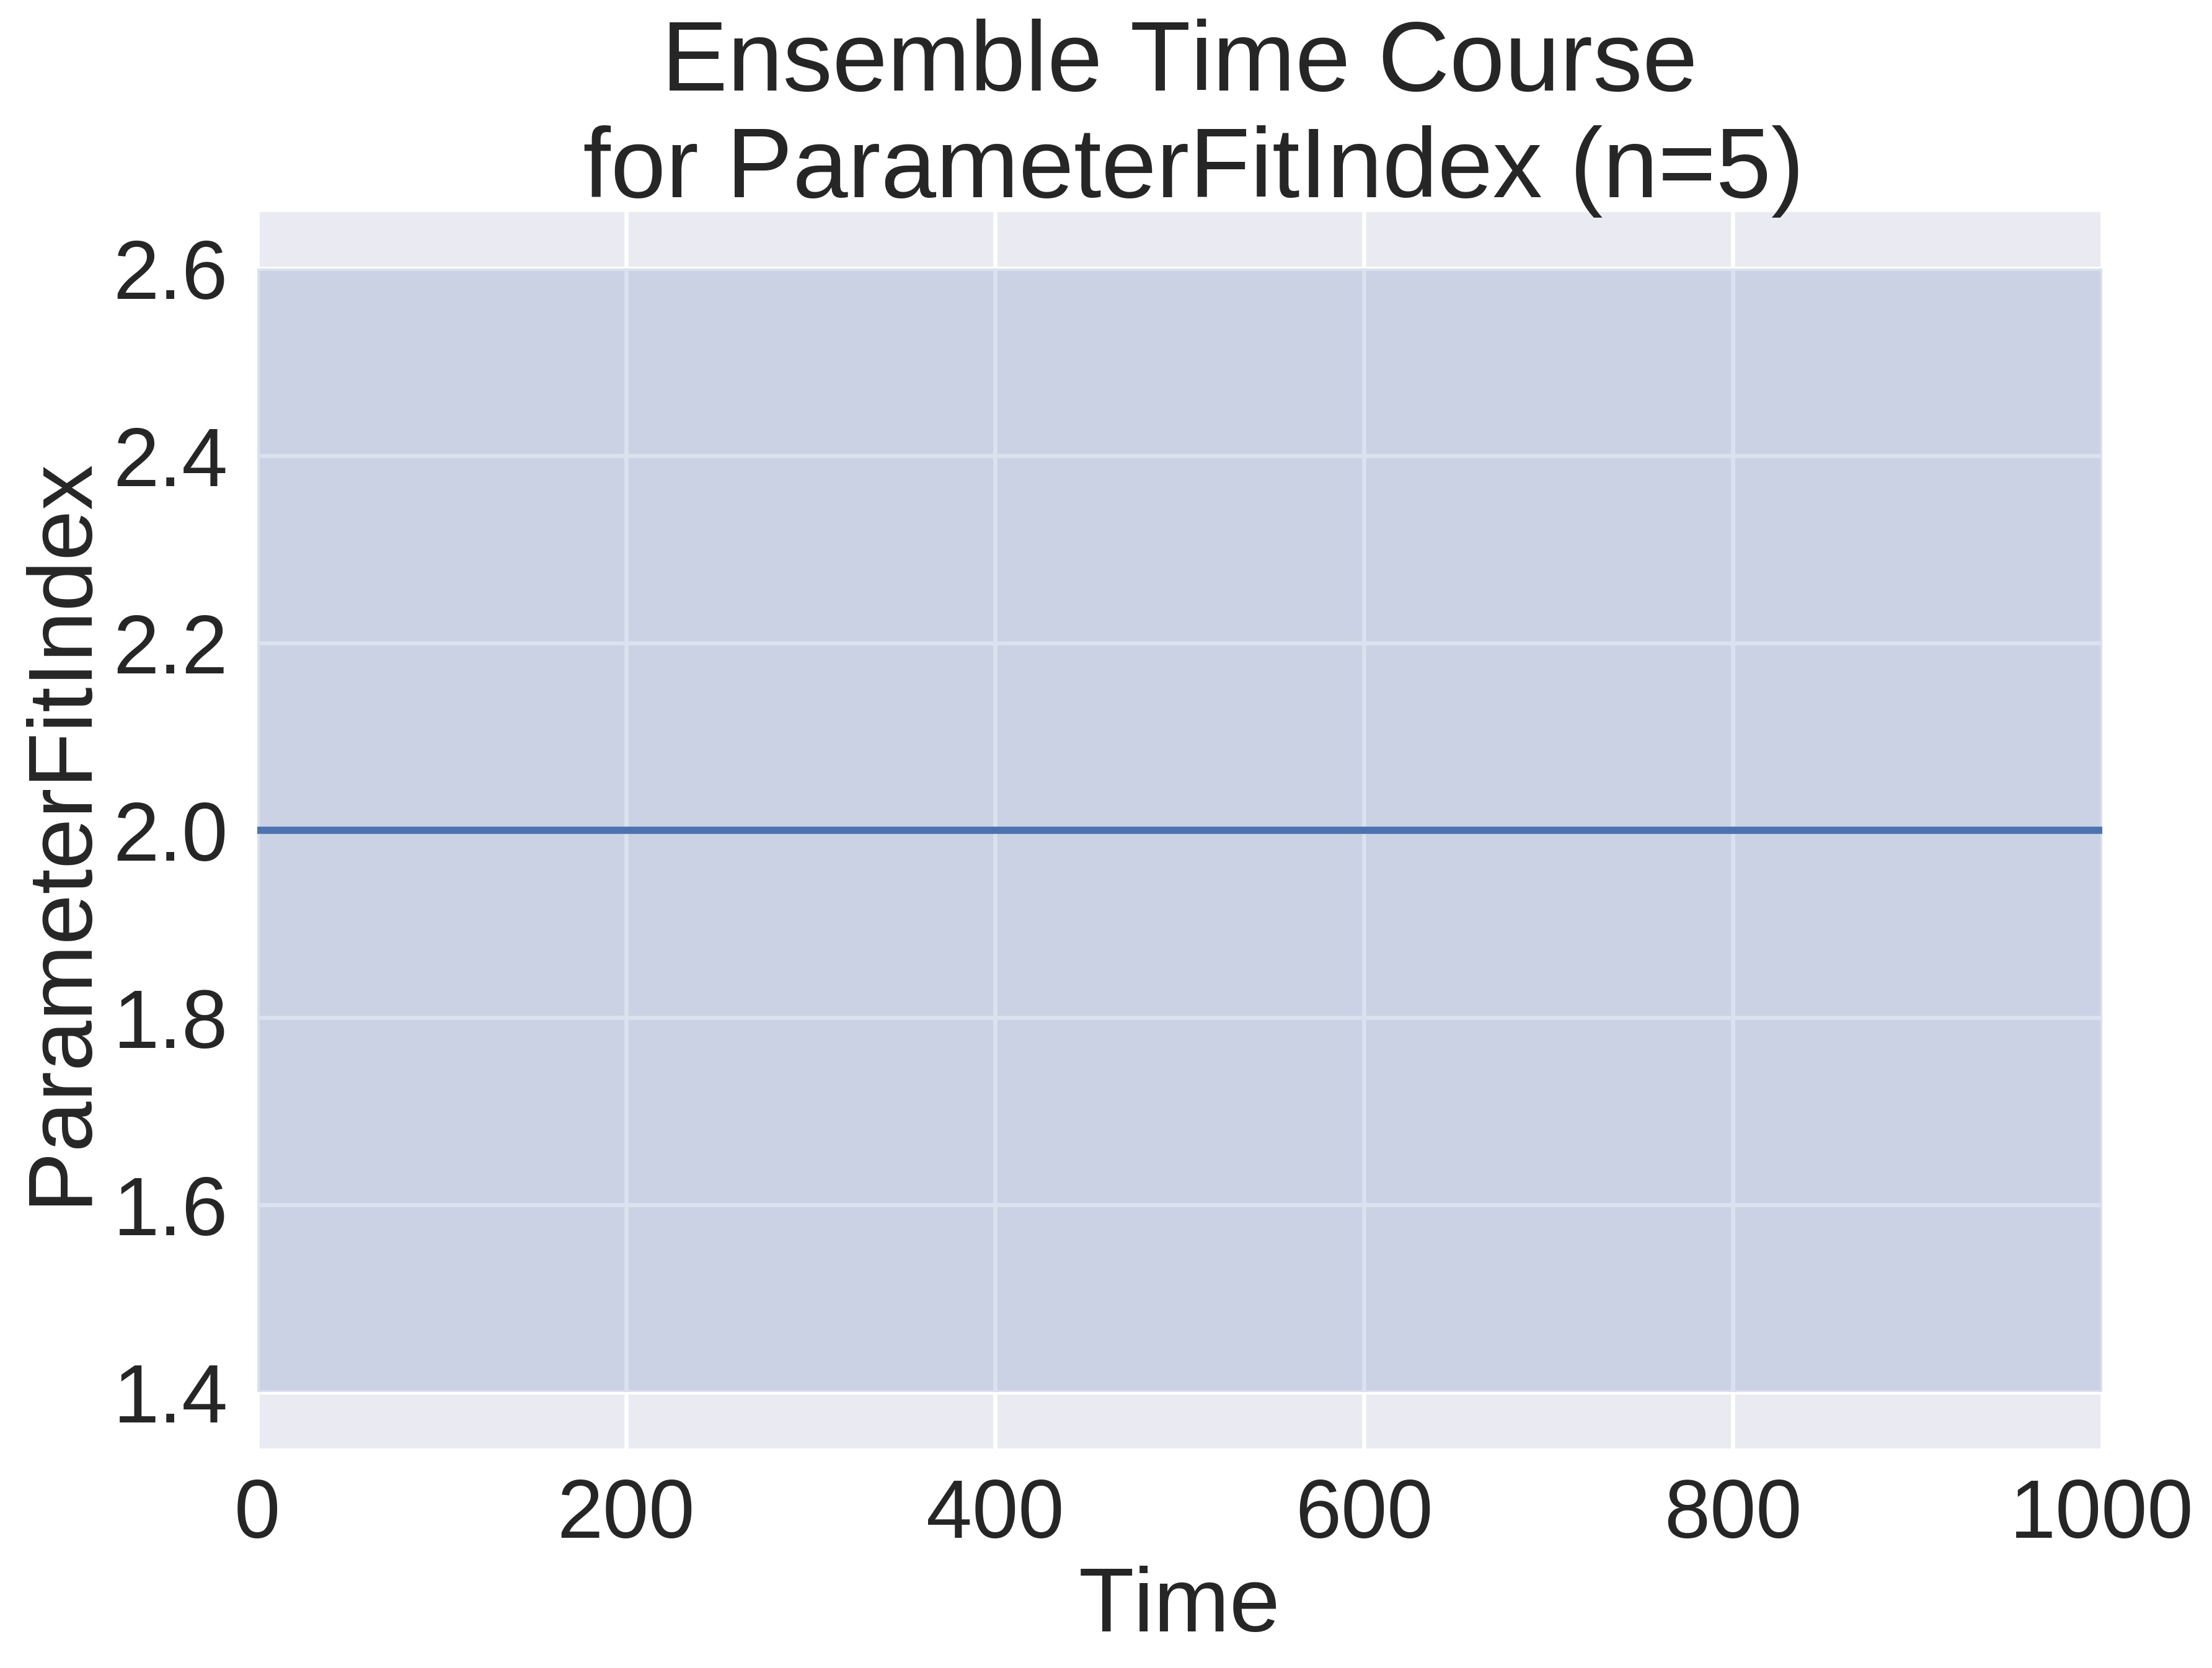 Ensemble Time Course
for ParameterFitIndex (n=5)
ParameterFitIndex
2.6
2.4
2.2
2.0
1.8
1.6
1.4
0 200 400 600 800 1000
Time